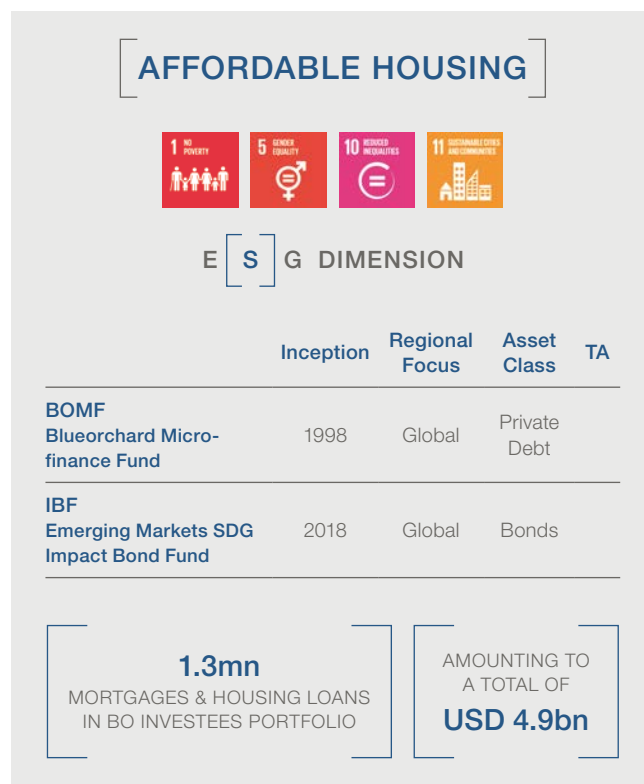 AFFORDABLE HOUSING
1 NO
POVERTY
5 GENDER
EQUALITY
10 REDUCED
INEQUALITIES
11 SUSTAINABLE CITIES
AND COMMUNITIES
E S G DIMENSION
Inception Regional
Focus Asset
Class TA
BOMF
Blueorchard Micro-
finance Fund
1998 Global Private
Debt
IBF
Emerging Markets SDG
Impact Bond Fund
2018 Global Bonds
1.3mn
MORTGAGES & HOUSING LOANS
IN BO INVESTEES PORTFOLIO
AMOUNTING TO
A TOTAL OF
USD 4.9bn